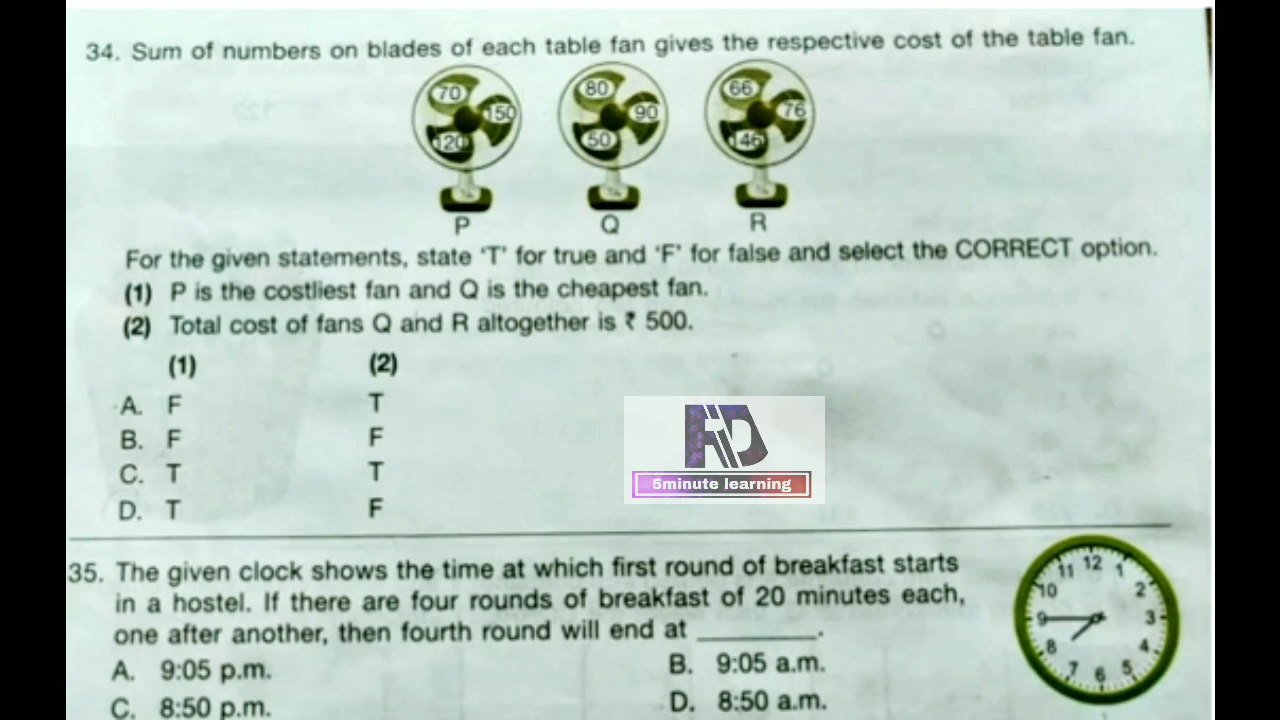 34. Sum of numbers on blades of each table fan gives the respective cost of the table fan.
70 150 120
80 90 50
66 76 146
P Q R
For the given statements, state 'T' for true and 'F' for false and select the CORRECT option.
(1) P is the costliest fan and Q is the cheapest fan.
(2) Total cost of fans Q and R altogether is ₹ 500.
(1) (2)
A. F T
B. F F
C. T T
D. T F
FD
5minute learning
35. The given clock shows the time at which first round of breakfast starts
in a hostel. If there are four rounds of breakfast of 20 minutes each,
one after another, then fourth round will end at ________.
A. 9:05 p.m. B. 9:05 a.m.
C. 8:50 p.m. D. 8:50 a.m.
12 1 2 3 4 5 6 7 8 9 10 11